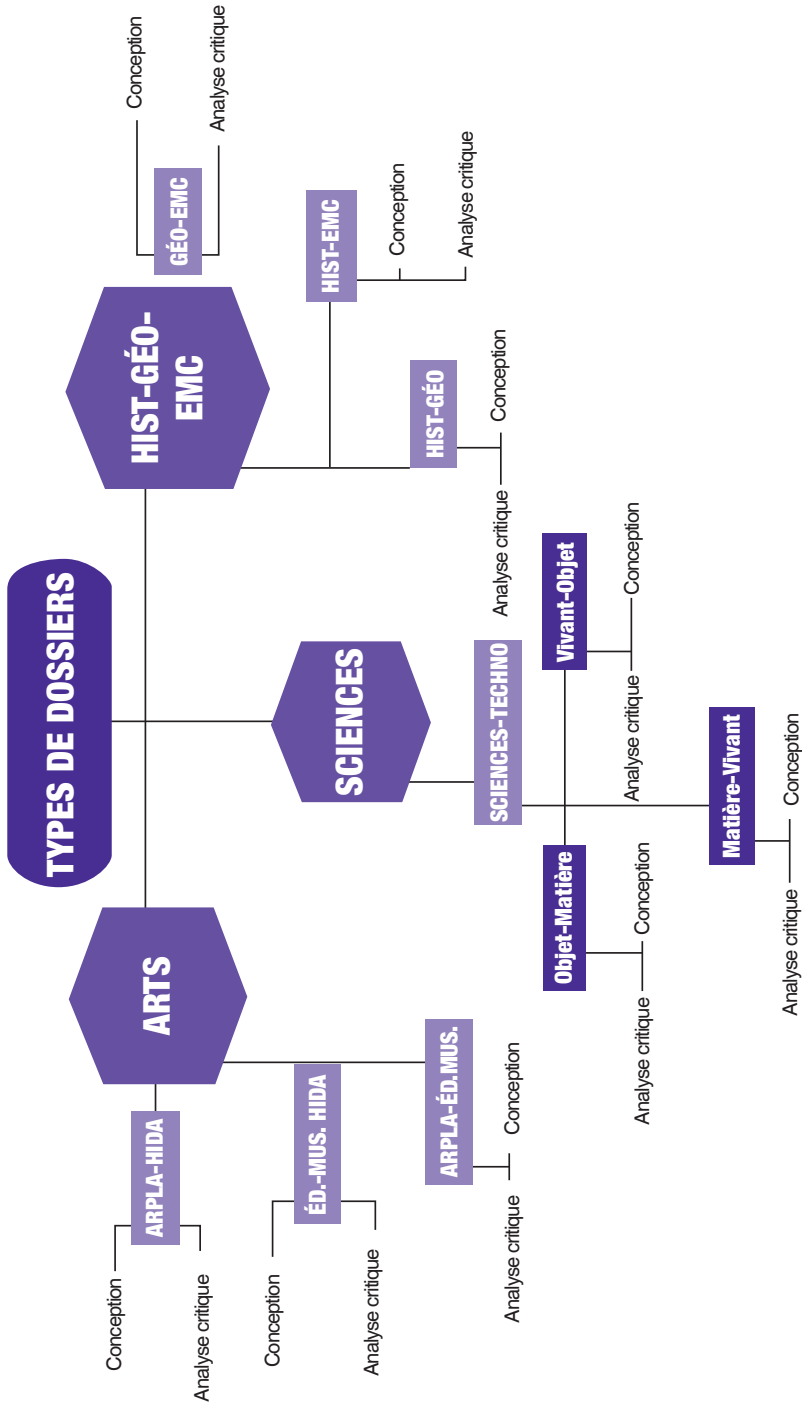 TYPES DE DOSSIERS
ARTS
ARPLA-HIDA
Conception
Analyse critique
ÉD.-MUS. HIDA
Conception
Analyse critique
ARPLA-ÉD.MUS.
Analyse critique
Conception
SCIENCES
SCIENCES-TECHNO
Objet-Matière
Analyse critique
Conception
Vivant-Objet
Analyse critique
Conception
Matière-Vivant
Analyse critique
Conception
HIST-GÉO-
EMC
GÉO-EMC
Conception
Analyse critique
HIST-EMC
Conception
Analyse critique
HIST-GÉO
Analyse critique
Conception